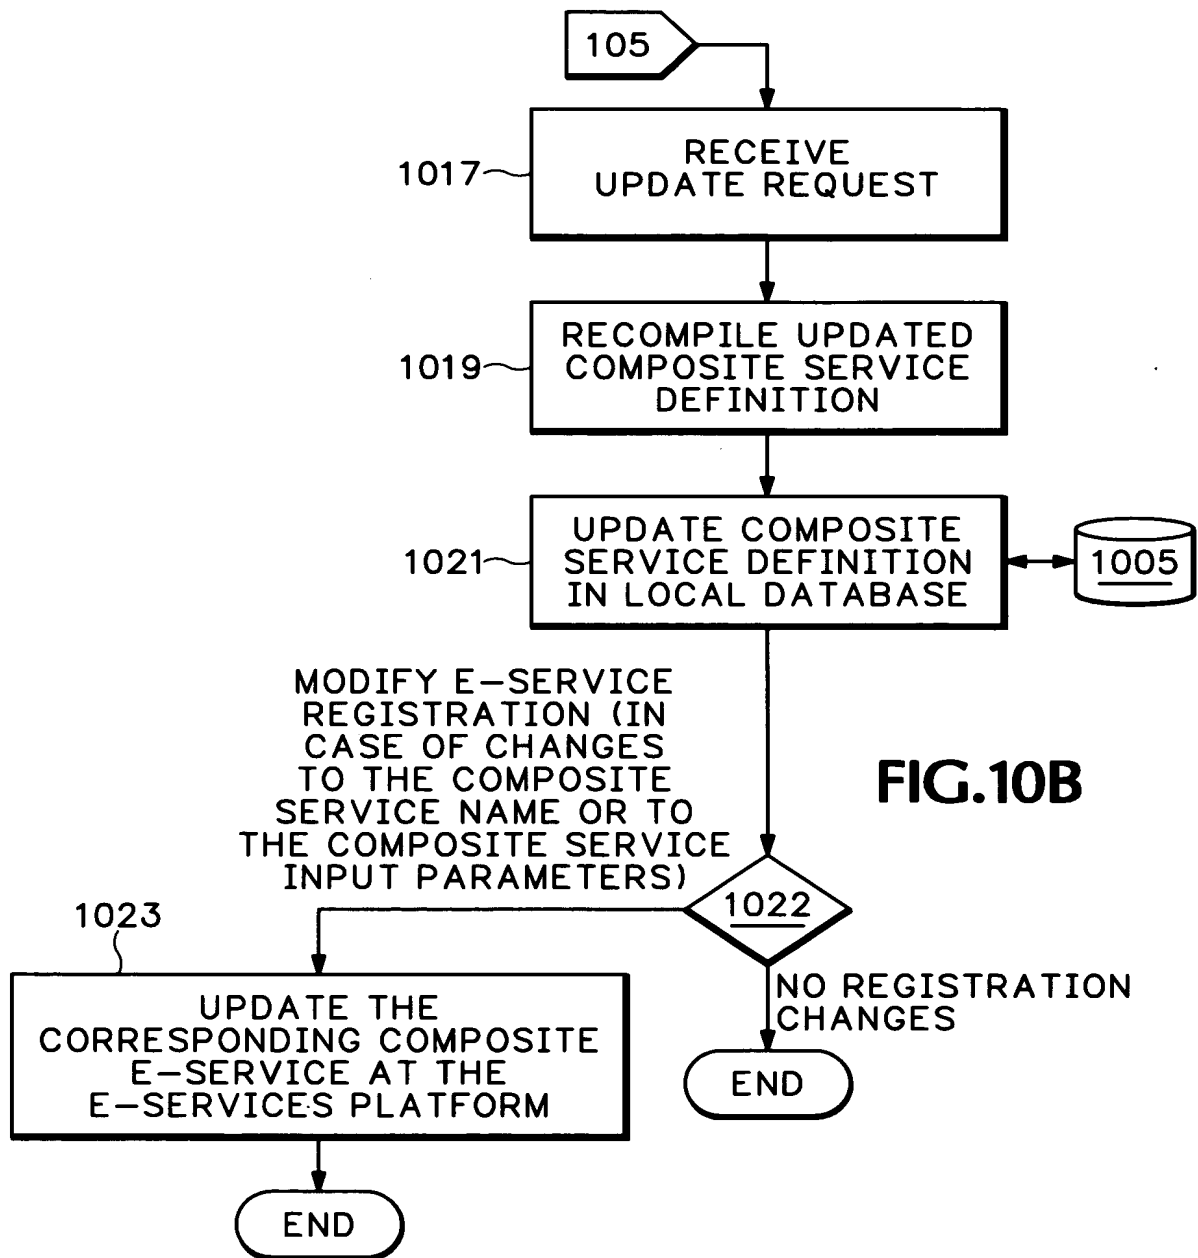 105
RECEIVE
UPDATE REQUEST
1017
RECOMPILE UPDATED
COMPOSITE SERVICE
DEFINITION
1019
UPDATE COMPOSITE
SERVICE DEFINITION
IN LOCAL DATABASE
1021
1005
MODIFY E-SERVICE
REGISTRATION (IN
CASE OF CHANGES
TO THE COMPOSITE
SERVICE NAME OR TO
THE COMPOSITE SERVICE
INPUT PARAMETERS)
FIG.10B
1022
1023
UPDATE THE
CORRESPONDING COMPOSITE
E-SERVICE AT THE
E-SERVICES PLATFORM
NO REGISTRATION
CHANGES
END
END